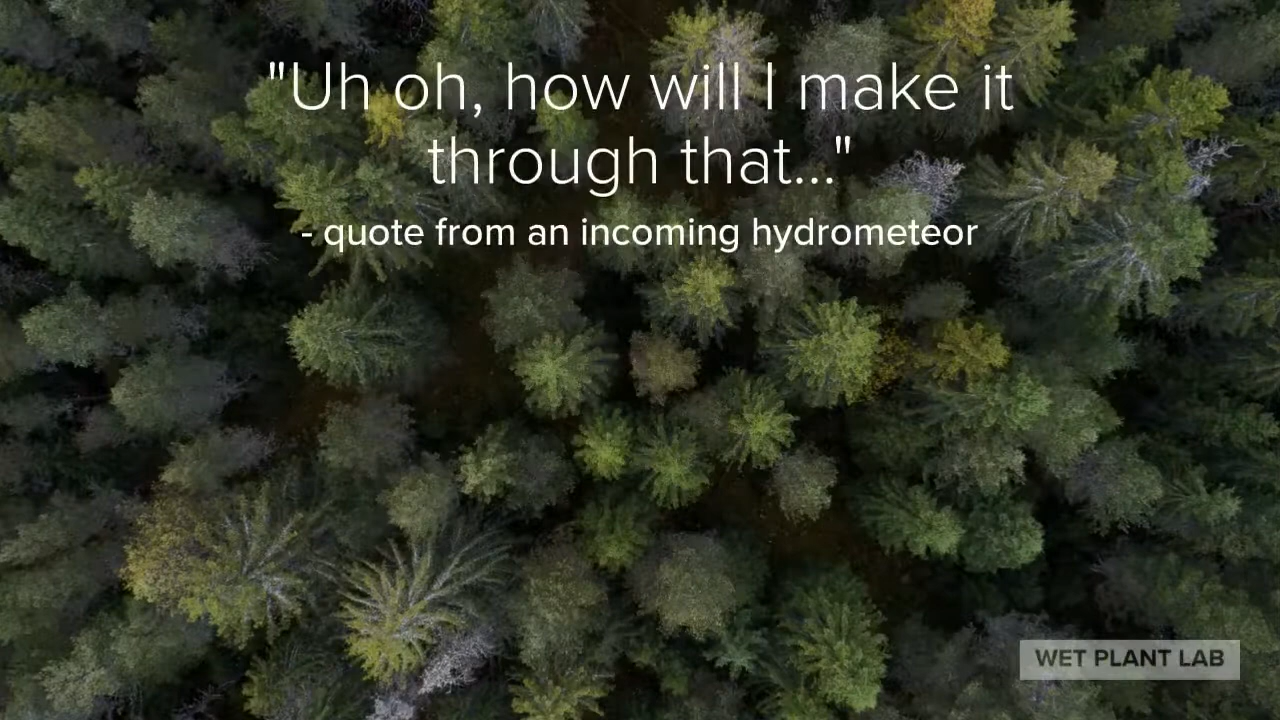 "Uh oh, how will I make it
through that..."
- quote from an incoming hydrometeor
WET PLANT LAB